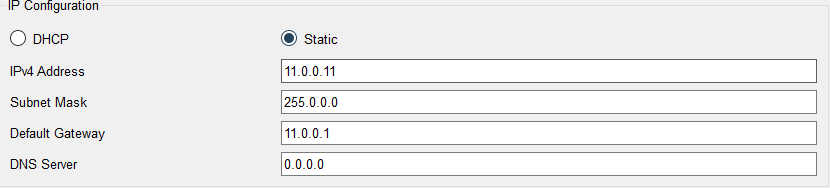 IP Configuration
DHCP Static
IPv4 Address 11.0.0.11
Subnet Mask 255.0.0.0
Default Gateway 11.0.0.1
DNS Server 0.0.0.0